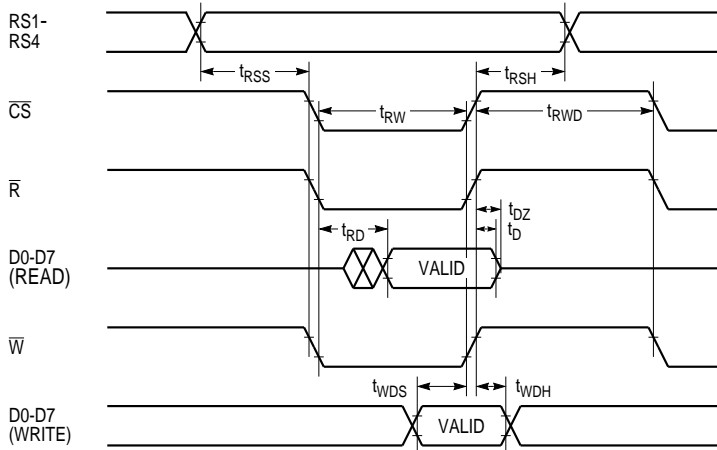 RS1-
RS4
tRSS
tRSH
CS
tRW
tRWD
R
tDZ
tRD
tD
D0-D7
(READ)
VALID
W
tWDS
tWDH
D0-D7
(WRITE)
VALID